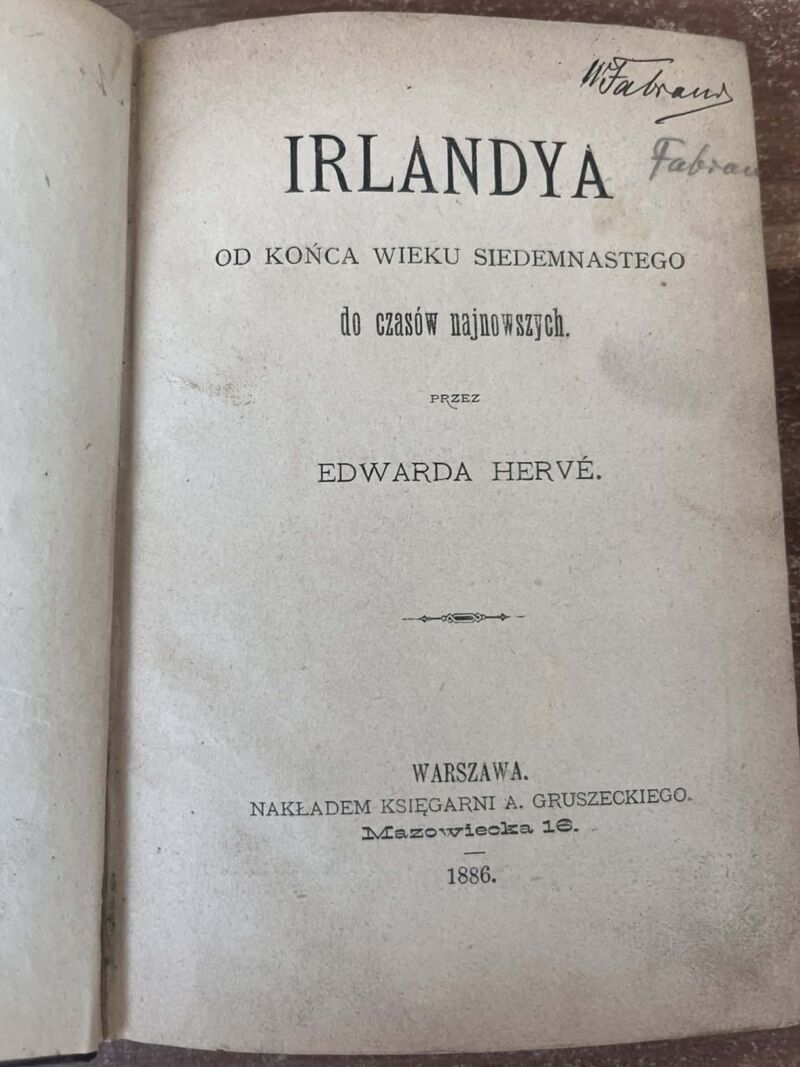 W Fabrani
IRLANDYA
Fabran
OD KOŃCA WIEKU SIEDEMNASTEGO
do czasów najnowszych.
PRZEZ
EDWARDA HERVÉ.
WARSZAWA.
NAKŁADEM KSIĘGARNI A. GRUSZECKIEGO.
Mazowiecka 16.
1886.